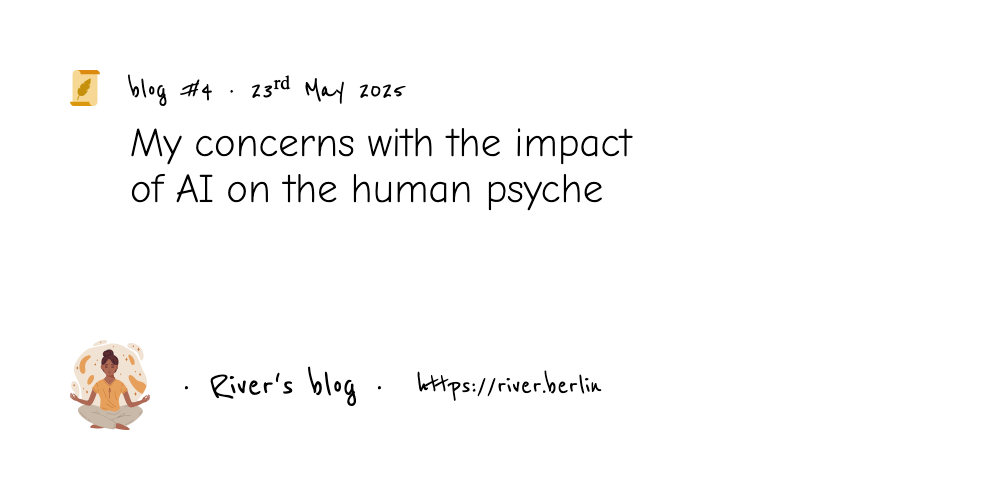 blog #4 · 23rd May 2025
My concerns with the impact
of AI on the human psyche
· River's blog · https://river.berlin